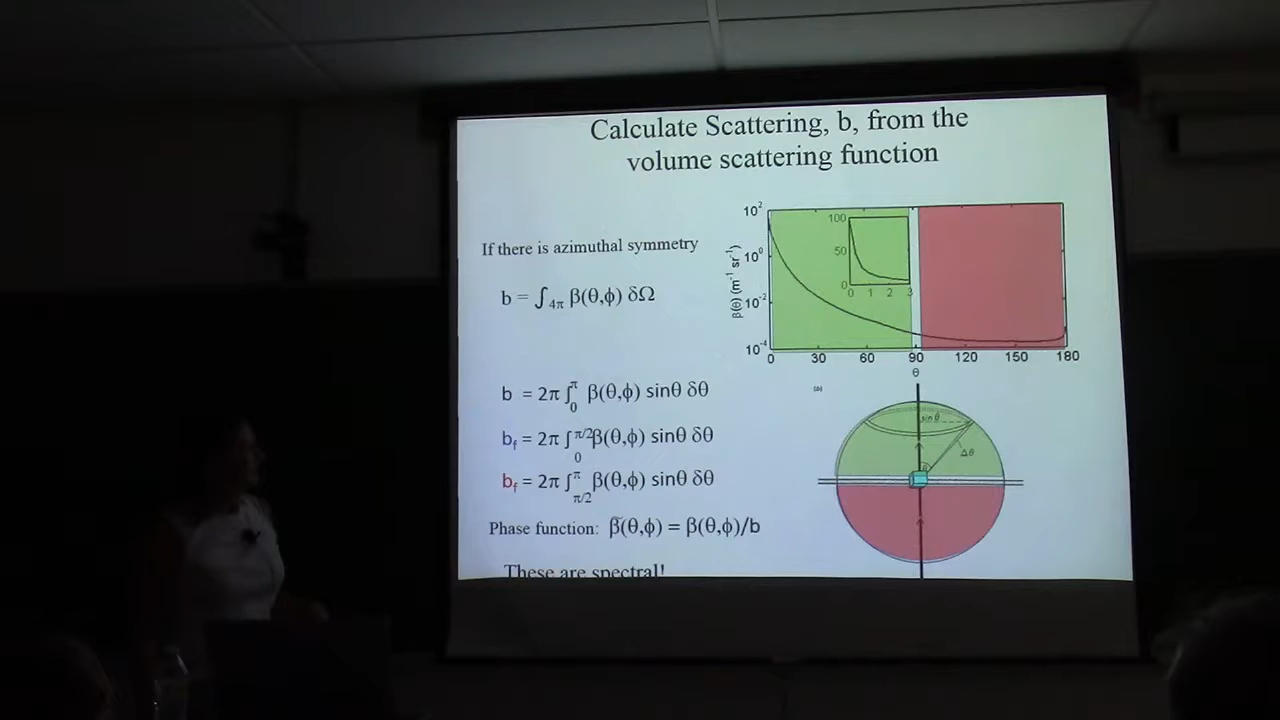 Calculate Scattering, b, from the
volume scattering function
If there is azimuthal symmetry
b = ∫4π β(θ,ϕ) δΩ
b = 2π ∫0π β(θ,ϕ) sinθ δθ
bf = 2π ∫0π/2 β(θ,ϕ) sinθ δθ
bf = 2π ∫π/2π β(θ,ϕ) sinθ δθ
Phase function: β̃(θ,ϕ) = β(θ,ϕ)/b
These are spectral!
β(Θ) (m⁻¹ sr⁻¹)
10²
10⁰
10⁻²
10⁻⁴
100
50
0
0 1 2 3
0 30 60 90 120 150 180
θ
sin θ
Δθ